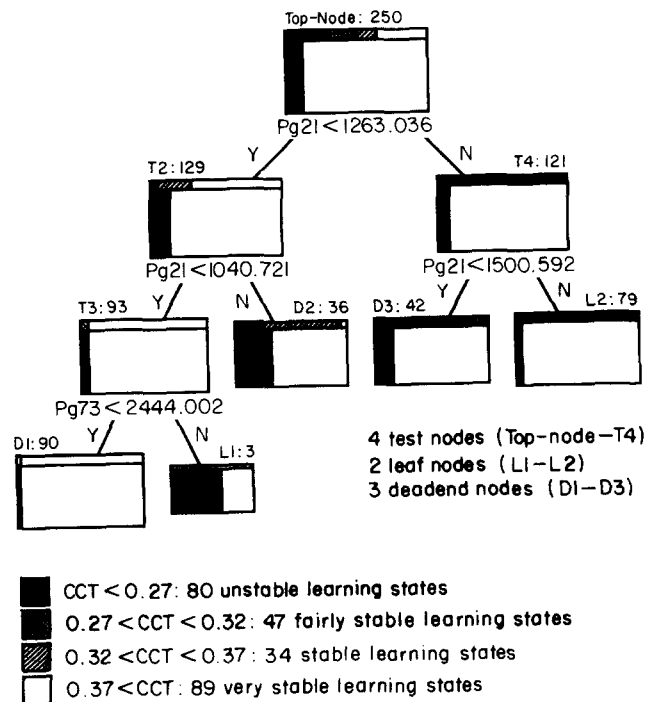 Top-Node: 250
Pg21<1263.036
Y
N
T2:129
T4:121
Pg21<1040.721
Pg21<1500.592
Y
N
Y
N
T3:93
D2:36
D3:42
L2:79
Pg73<2444.002
Y
N
D1:90
L1:3
4 test nodes (Top-node-T4)
2 leaf nodes (L1-L2)
3 deadend nodes (D1-D3)
CCT<0.27: 80 unstable learning states
0.27<CCT<0.32: 47 fairly stable learning states
0.32<CCT<0.37: 34 stable learning states
0.37<CCT: 89 very stable learning states